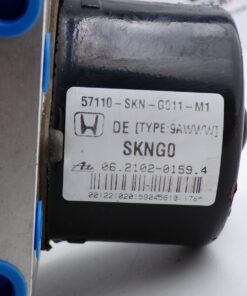 57110-SKN-G011-M1
DE [TYPE:9AWWW]
SKNG0
06.2102-0159.4